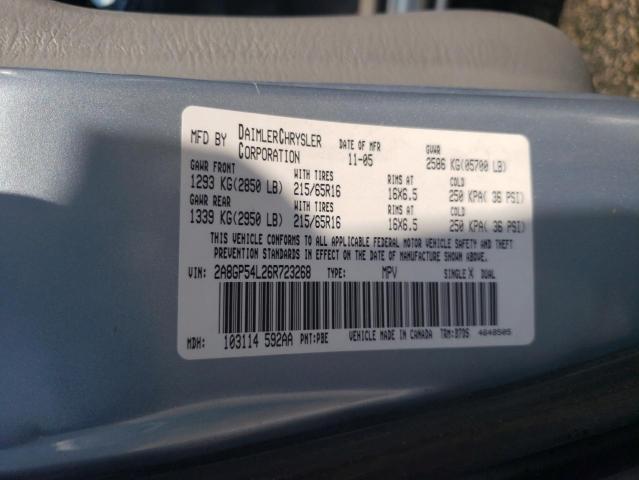 MFD BY DAIMLERCHRYSLER CORPORATION DATE OF MFR 11-05 GVWR 2586 KG(05700 LB)
GAWR FRONT WITH TIRES RIMS AT COLD
1293 KG(2850 LB) 215/65R16 16X6.5 250 KPA( 36 PSI)
GAWR REAR WITH TIRES RIMS AT COLD
1339 KG(2950 LB) 215/65R16 16X6.5 250 KPA( 36 PSI)
THIS VEHICLE CONFORMS TO ALL APPLICABLE FEDERAL MOTOR VEHICLE SAFETY AND THEFT
PREVENTION STANDARDS IN EFFECT ON THE DATE OF MANUFACTURE SHOWN ABOVE.
VIN: 2A8GP54L26R723268 TYPE: MPV SINGLE X DUAL
MDH: 103114 592AA PNT:PBE VEHICLE MADE IN CANADA TRM:D7D5 4648505